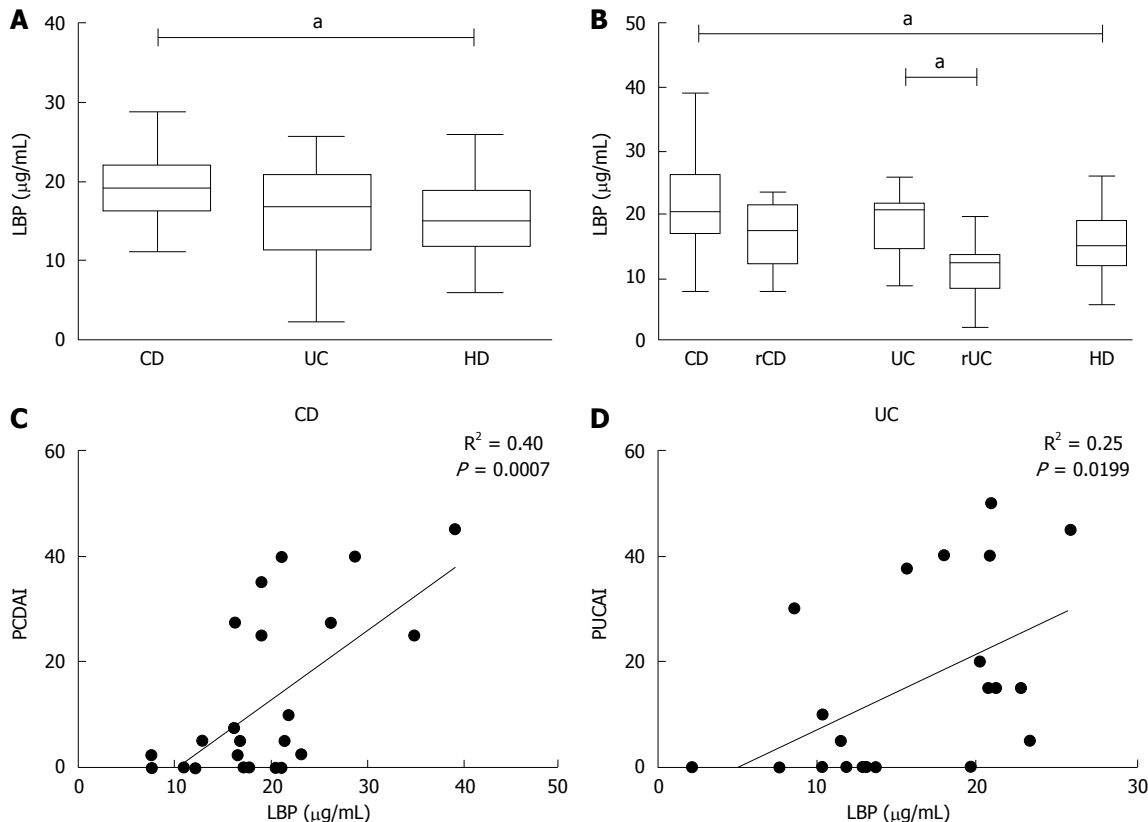 A
a
LBP (μg/mL)
40
30
20
10
0
CD UC HD
B
a
a
LBP (μg/mL)
50
40
30
20
10
0
CD rCD UC rUC HD
C
CD
R² = 0.40
P = 0.0007
PCDAI
60
40
20
0
0 10 20 30 40 50
LBP (μg/mL)
D
UC
R² = 0.25
P = 0.0199
PUCAI
60
40
20
0
0 10 20 30
LBP (μg/mL)